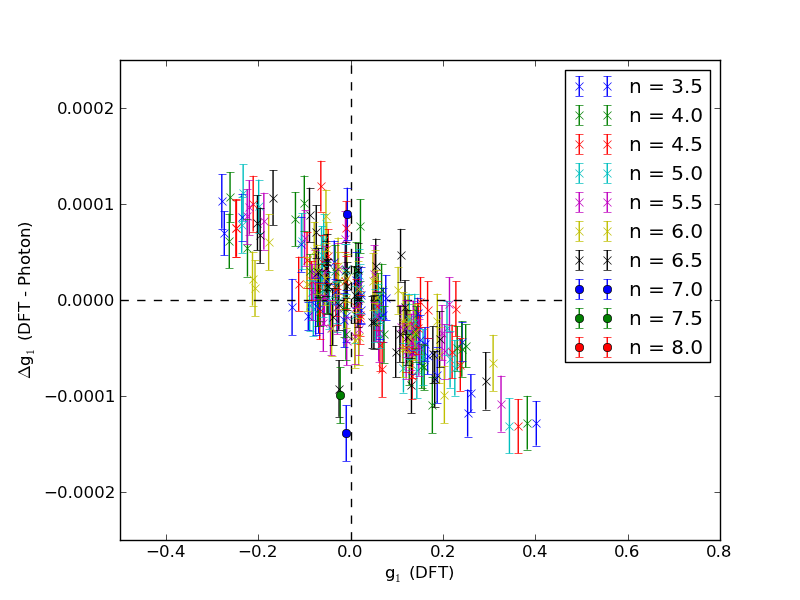 0.0002
0.0001
0.0000
−0.0001
−0.0002
Δg₁ (DFT - Photon)
−0.4
−0.2
0.0
0.2
0.4
0.6
0.8
g₁ (DFT)
n = 3.5
n = 4.0
n = 4.5
n = 5.0
n = 5.5
n = 6.0
n = 6.5
n = 7.0
n = 7.5
n = 8.0